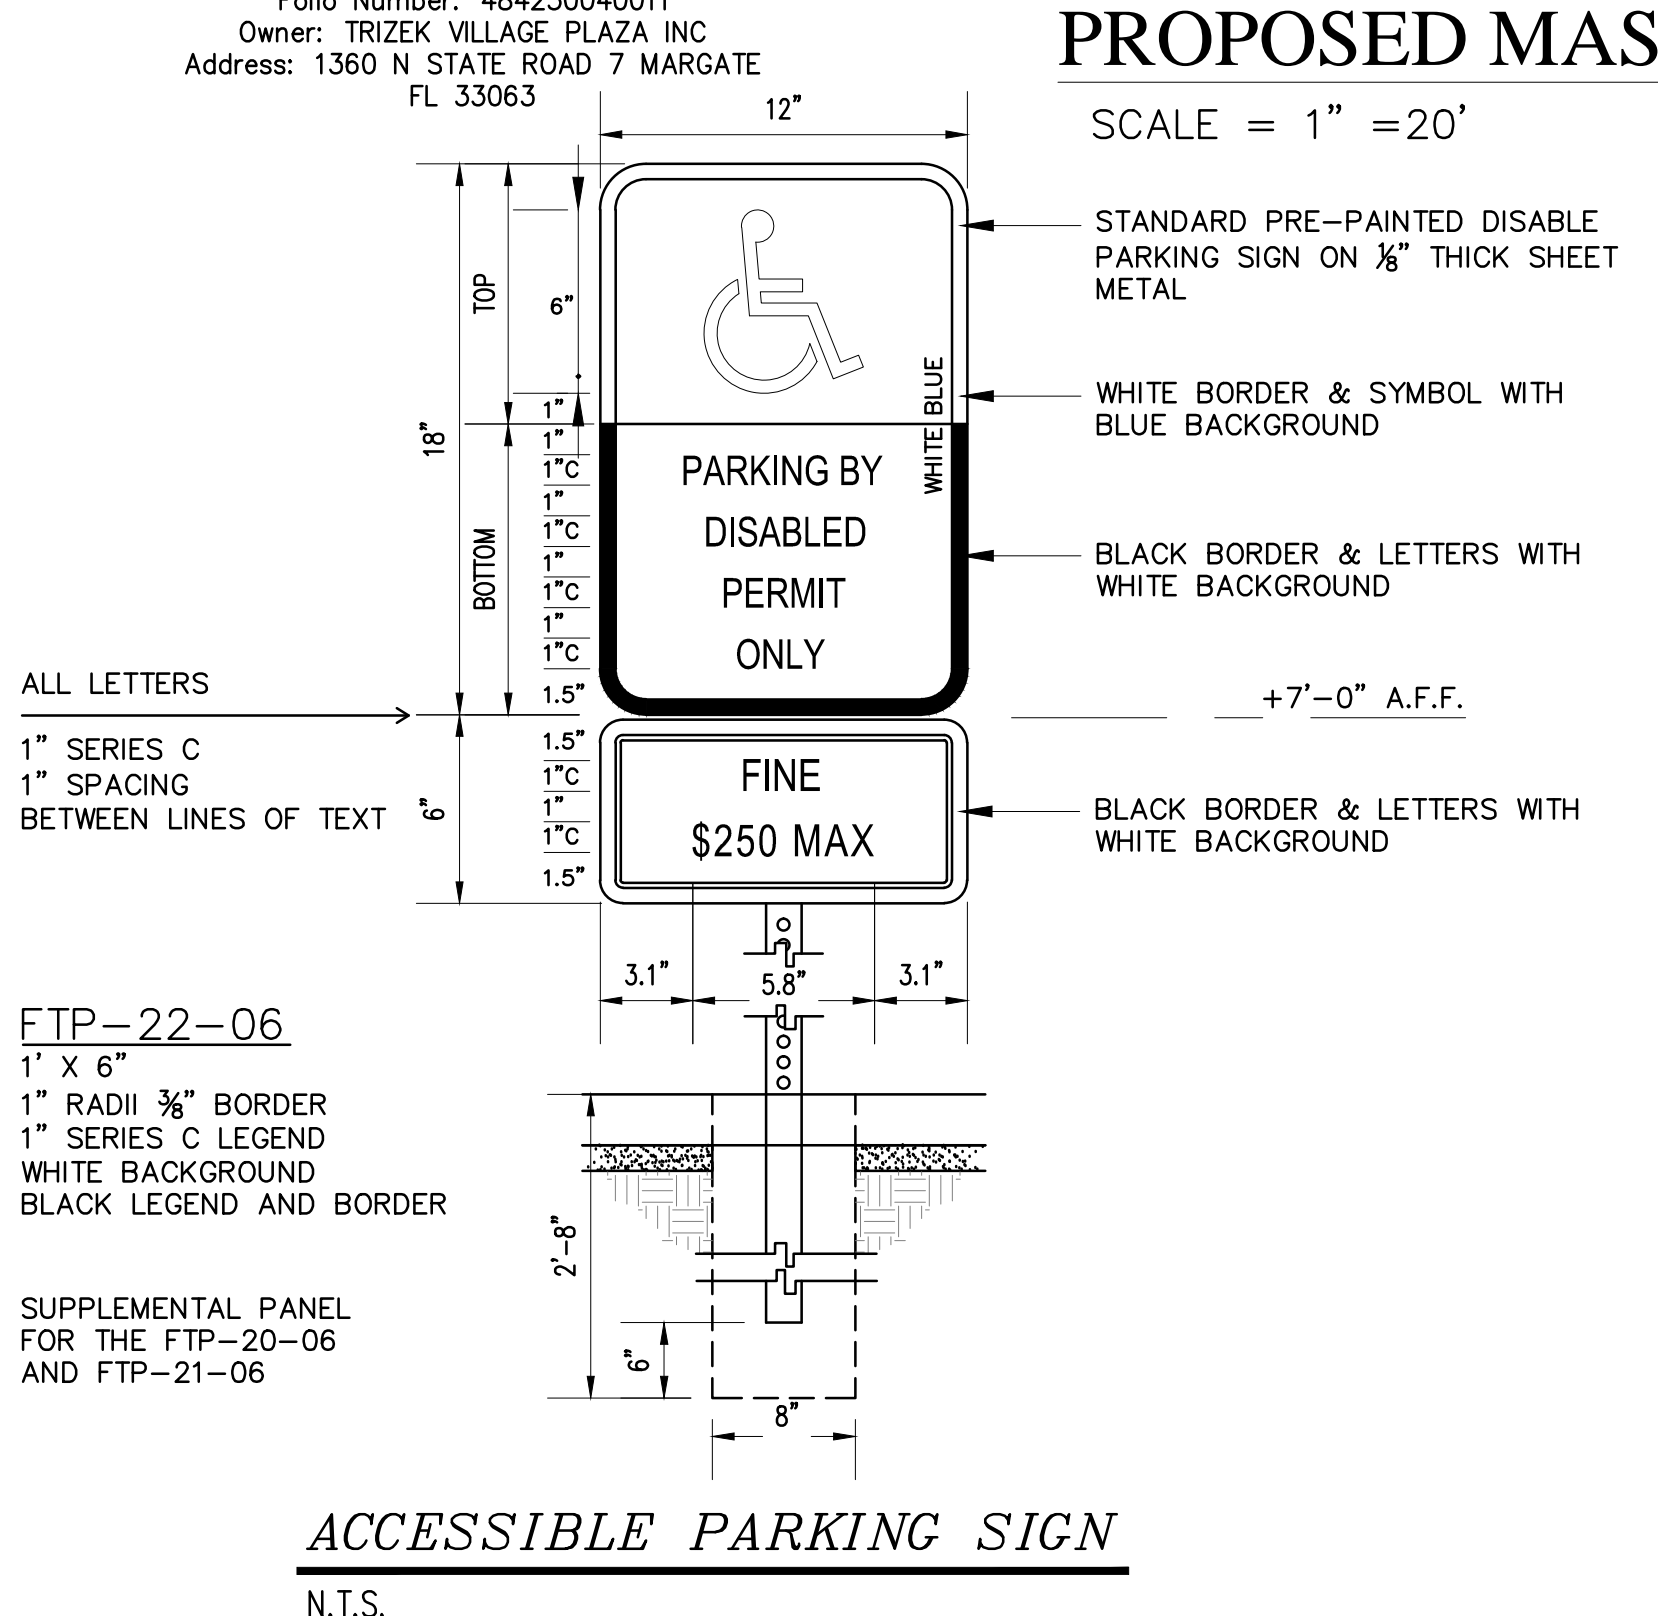 Folio Number: 484230040011
Owner: TRIZEK VILLAGE PLAZA INC
Address: 1360 N STATE ROAD 7 MARGATE
FL 33063
PROPOSED MAS
SCALE = 1" =20'
12"
STANDARD PRE-PAINTED DISABLE
PARKING SIGN ON ⅛" THICK SHEET
METAL
TOP
6"
1"
18"
BLUE
WHITE
WHITE BORDER & SYMBOL WITH
BLUE BACKGROUND
BOTTOM
1"
1"C
1"
1"C
1"
1"C
1"
1"C
1.5"
PARKING BY
DISABLED
PERMIT
ONLY
BLACK BORDER & LETTERS WITH
WHITE BACKGROUND
ALL LETTERS
1" SERIES C
1" SPACING
BETWEEN LINES OF TEXT
+7'-0" A.F.F.
6"
1.5"
1"C
1"
1"C
1.5"
FINE
$250 MAX
BLACK BORDER & LETTERS WITH
WHITE BACKGROUND
3.1"
5.8"
3.1"
FTP-22-06
1' X 6"
1" RADII ⅜" BORDER
1" SERIES C LEGEND
WHITE BACKGROUND
BLACK LEGEND AND BORDER
2'-8"
SUPPLEMENTAL PANEL
FOR THE FTP-20-06
AND FTP-21-06
6"
8"
ACCESSIBLE PARKING SIGN
N.T.S.